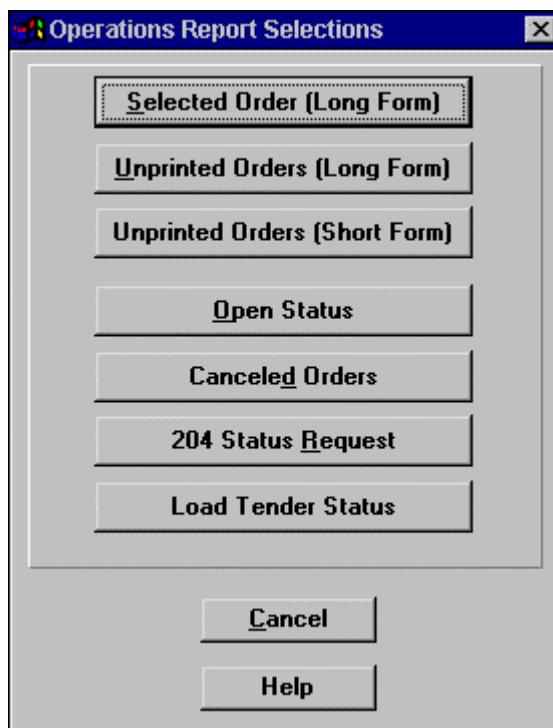 Operations Report Selections
Selected Order (Long Form)
Unprinted Orders (Long Form)
Unprinted Orders (Short Form)
Open Status
Canceled Orders
204 Status Request
Load Tender Status
Cancel
Help